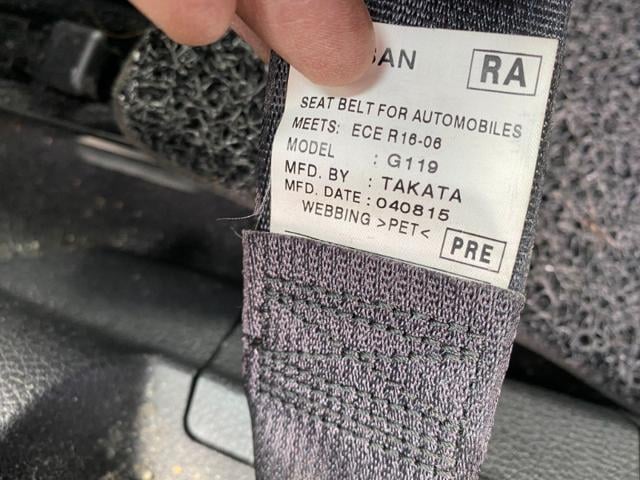 RA
SEAT BELT FOR AUTOMOBILES
MEETS: ECE R16-06
MODEL : G119
MFD. BY : TAKATA
MFD. DATE : 040815
WEBBING >PET<
PRE